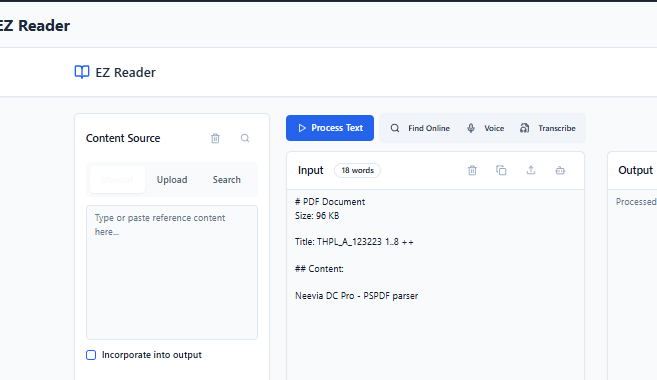 EZ Reader
EZ Reader
Content Source
Upload
Search
Type or paste reference content
here...
Incorporate into output
Process Text
Find Online
Voice
Transcribe
Input
18 words
# PDF Document
Size: 96 KB
Title: THPL_A_123223 1..8 ++
## Content:
Neevia DC Pro - PSPDF parser
Output
Processed